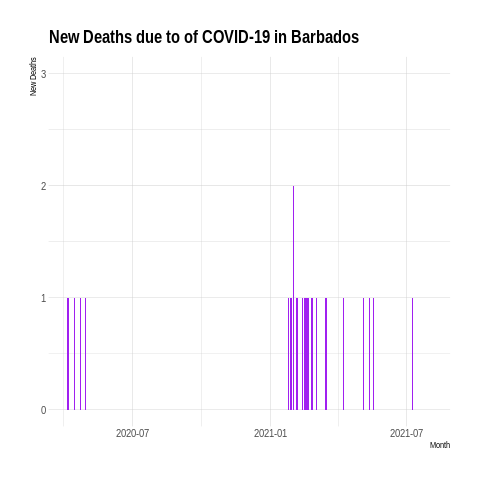 New Deaths due to of COVID-19 in Barbados
New Deaths
3
2
1
0
2020-07
2021-01
2021-07
Month